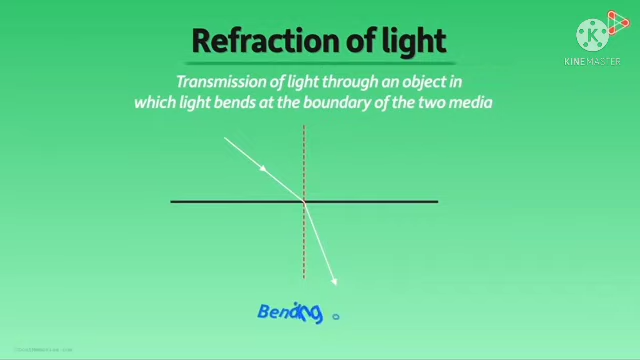 Refraction of light
KINEMASTER
Transmission of light through an object in
which light bends at the boundary of the two media
Bending o